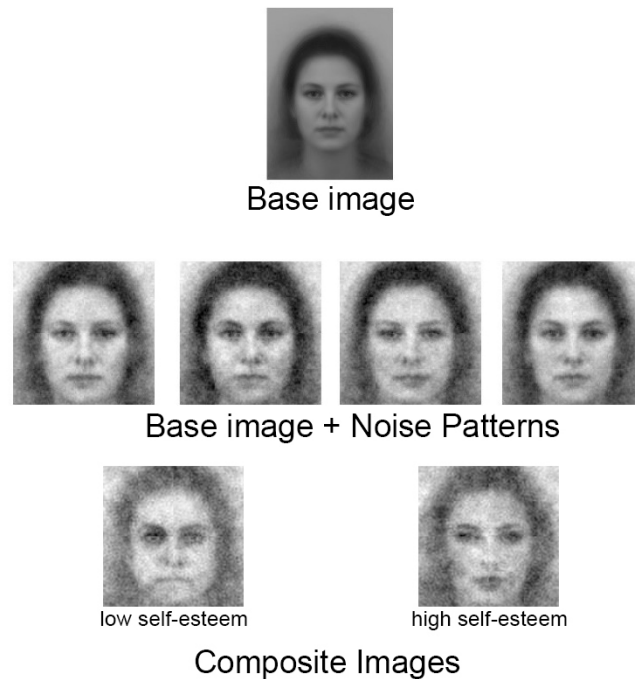 Base image
Base image + Noise Patterns
low self-esteem
high self-esteem
Composite Images